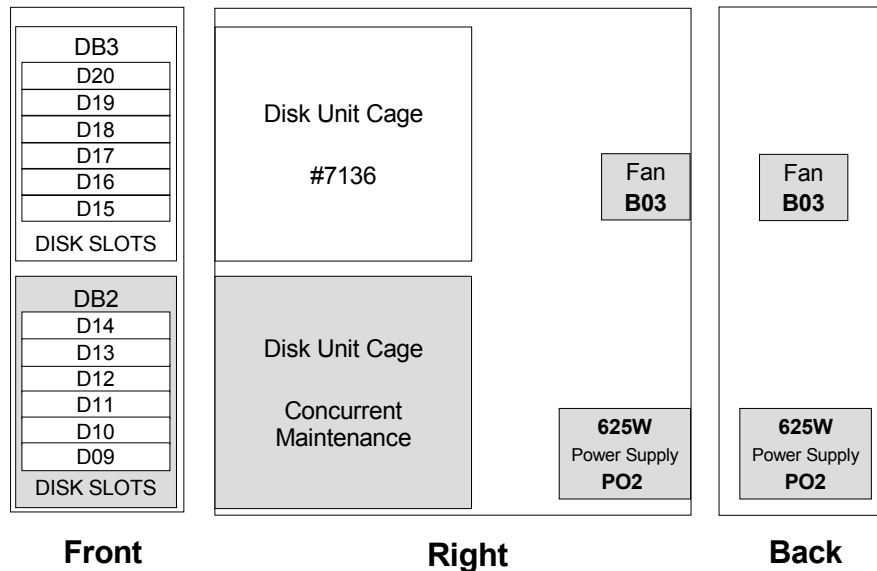 DB3
D20
D19
D18
D17
D16
D15
DISK SLOTS
DB2
D14
D13
D12
D11
D10
D09
DISK SLOTS
Front
Disk Unit Cage
#7136
Fan
B03
Disk Unit Cage
Concurrent
Maintenance
625W
Power Supply
PO2
Right
Fan
B03
625W
Power Supply
PO2
Back